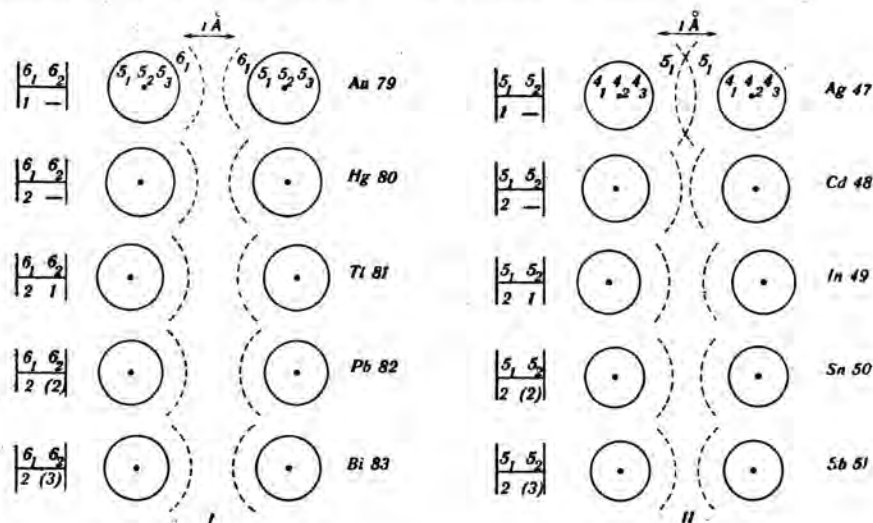 1 Å
6₁ 6₂
1 —
5₁ 5₂ 5₃
6₁
6₁
5₁ 5₂ 5₃
Au 79
6₁ 6₂
2 —
Hg 80
6₁ 6₂
2 1
Tl 81
6₁ 6₂
2 (2)
Pb 82
6₁ 6₂
2 (3)
Bi 83
I
1 Å
5₁ 5₂
1 —
4₁ 4₂ 4₃
5₁
5₁
4₁ 4₂ 4₃
Ag 47
5₁ 5₂
2 —
Cd 48
5₁ 5₂
2 1
In 49
5₁ 5₂
2 (2)
Sn 50
5₁ 5₂
2 (3)
Sb 51
II